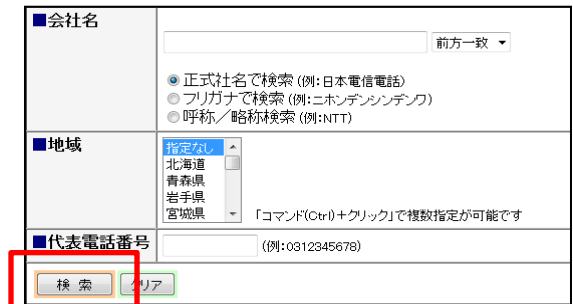 ■会社名
前方一致
正式社名で検索(例:日本電信電話)
フリガナで検索(例:ニホンデンシンデンワ)
呼称／略称検索(例:NTT)
■地域
指定なし
北海道
青森県
岩手県
宮城県
「コマンド(Ctrl)+クリック」で複数指定が可能です
■代表電話番号
(例:0312345678)
検 索 クリア